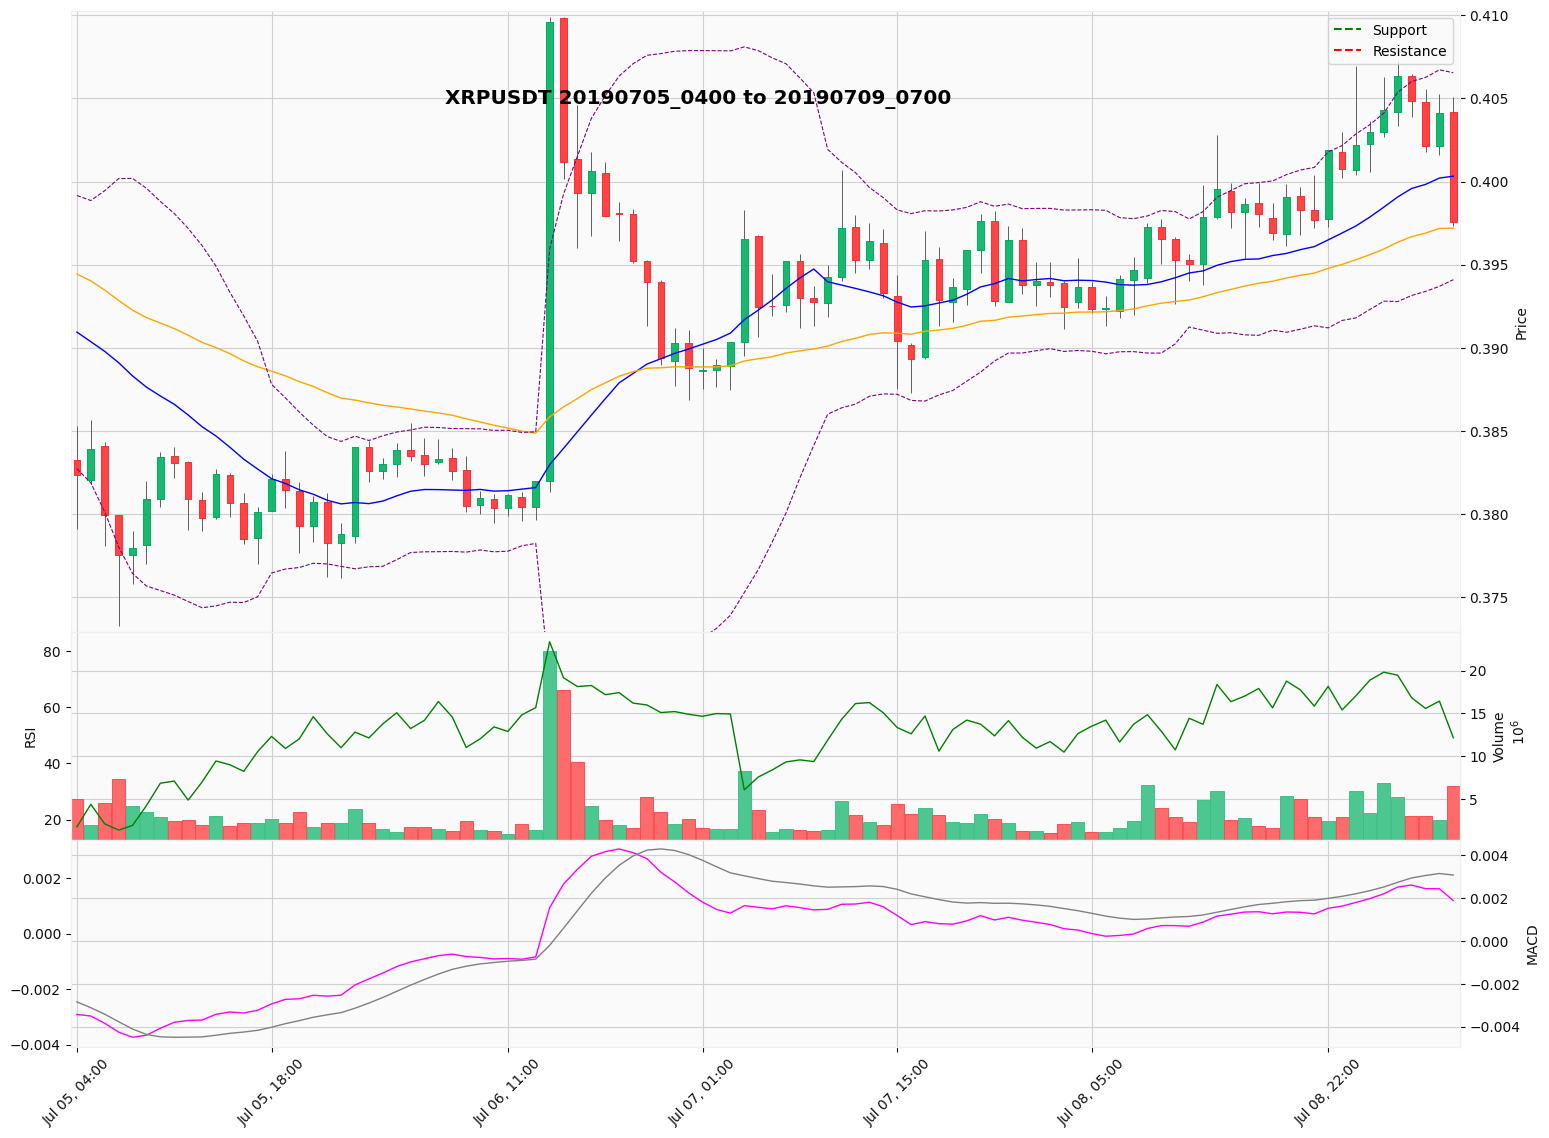 XRPUSDT 20190705_0400 to 20190709_0700
Support
Resistance
0.410
0.405
0.400
0.395
0.390
0.385
0.380
0.375
Price
80
60
40
20
RSI
20
15
10
5
Volume
10^6
0.002
0.000
−0.002
−0.004
0.004
0.002
0.000
−0.002
−0.004
MACD
Jul 05, 04:00
Jul 05, 18:00
Jul 06, 11:00
Jul 07, 01:00
Jul 07, 15:00
Jul 08, 05:00
Jul 08, 22:00